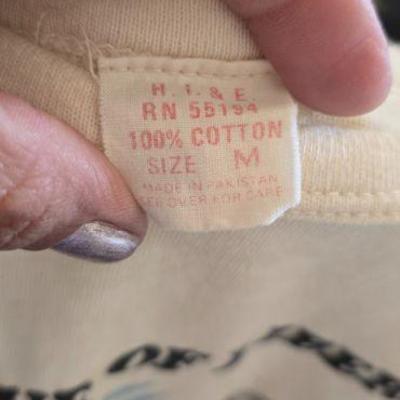 H. I. & E.
RN 55194
100% COTTON
SIZE M
MADE IN PAKISTAN
SEE OVER FOR CARE
OF